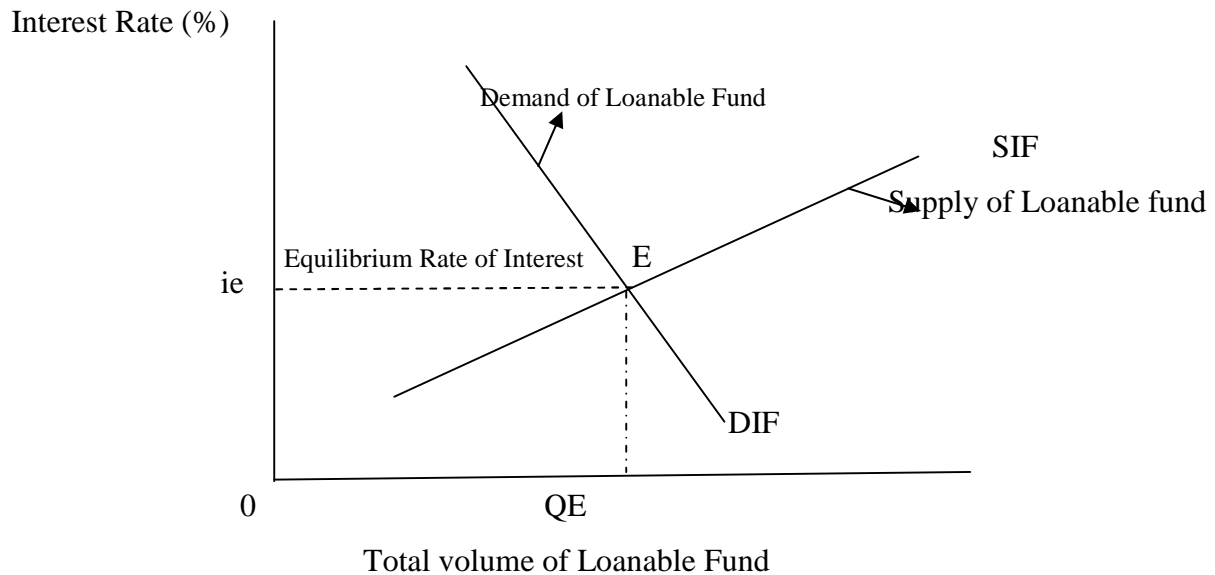 Interest Rate (%)
Demand of Loanable Fund
SIF
Supply of Loanable fund
Equilibrium Rate of Interest
E
ie
DIF
0
QE
Total volume of Loanable Fund